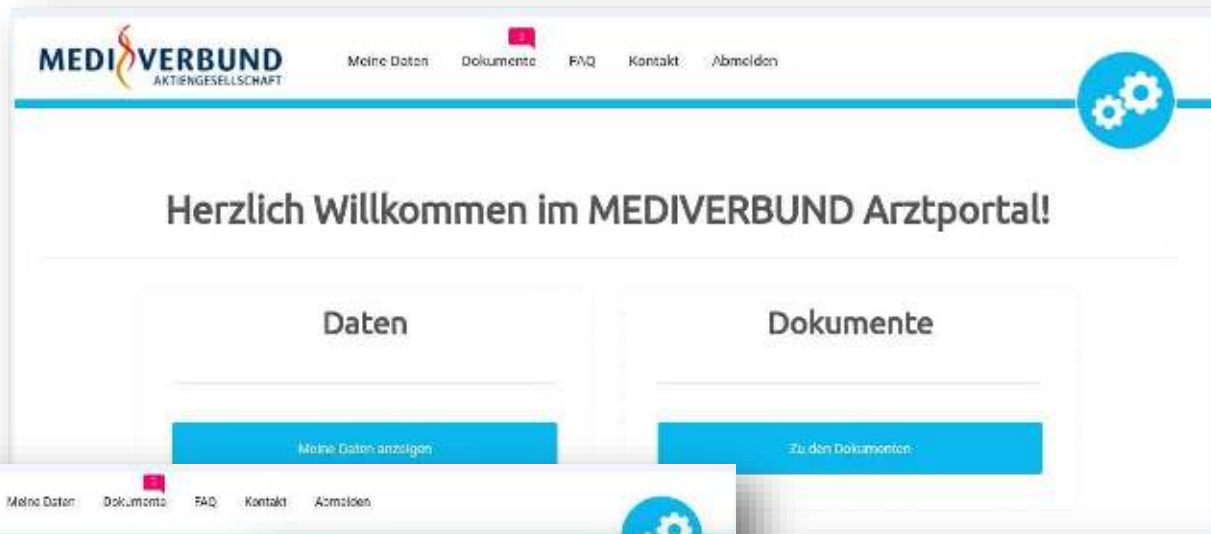 MEDIVERBUND
AKTIENGESELLSCHAFT
Meine Daten Dokumente FAQ Kontakt Abmelden
Herzlich Willkommen im MEDIVERBUND Arztportal!
Daten Dokumente
Meine Daten anzeigen Zu den Dokumenten
Meine Daten Dokumente FAQ Kontakt Abmelden